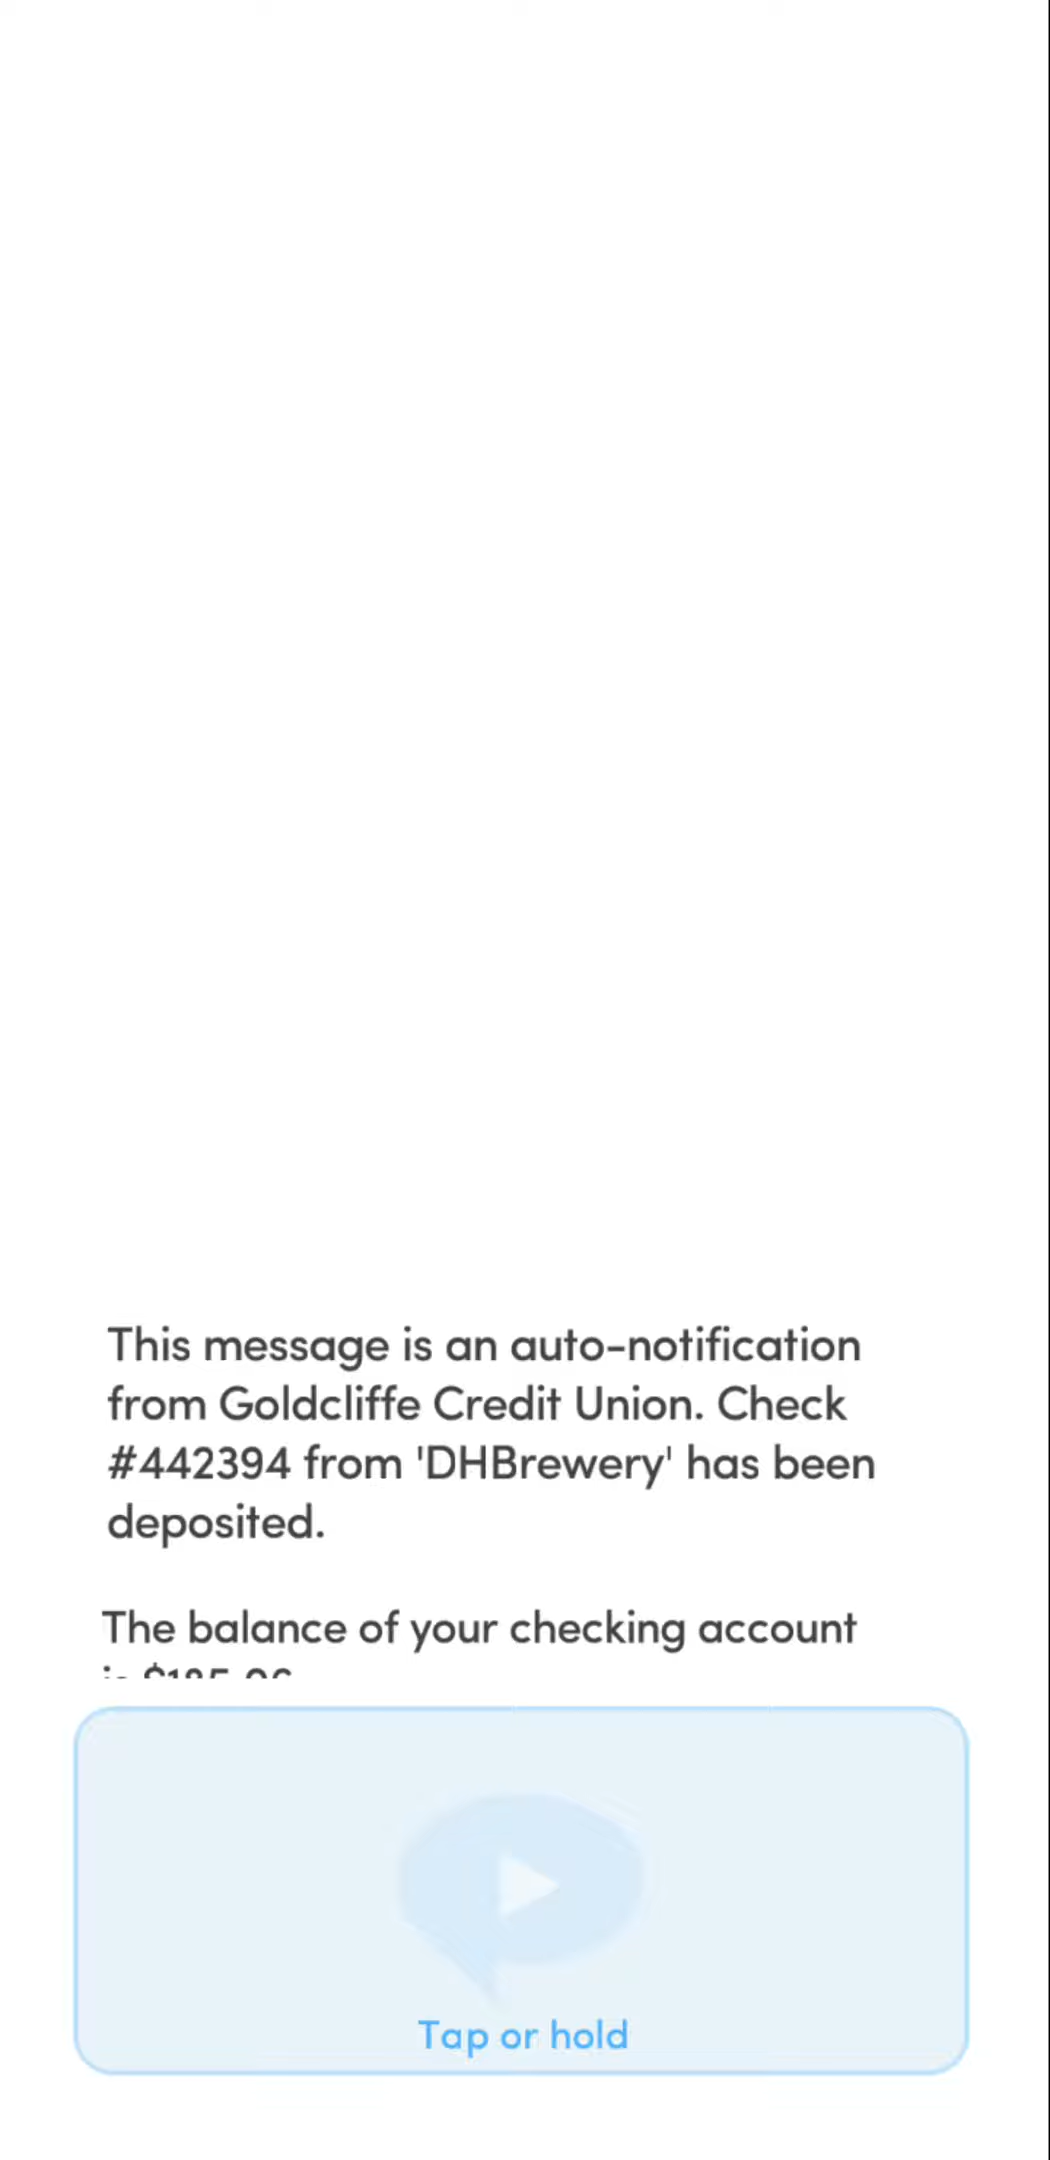 This message is an auto-notification
from Goldcliffe Credit Union. Check
#442394 from 'DHBrewery' has been
deposited.
The balance of your checking account
is
Tap or hold